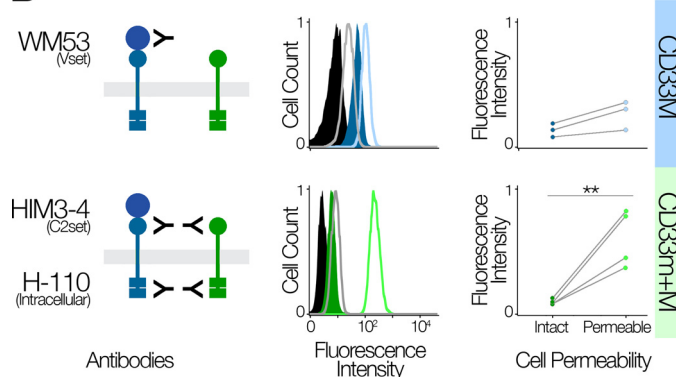 WM53
(Vset)
Cell Count
1
0
Fluorescence
Intensity
1
0
CD33M
HIM3-4
(C2set)
H-110
(Intracellular)
Antibodies
Cell Count
1
0
0
10²
10⁴
Fluorescence
Intensity
Fluorescence
Intensity
1
0
**
Intact
Permeable
Cell Permeability
CD33m+M